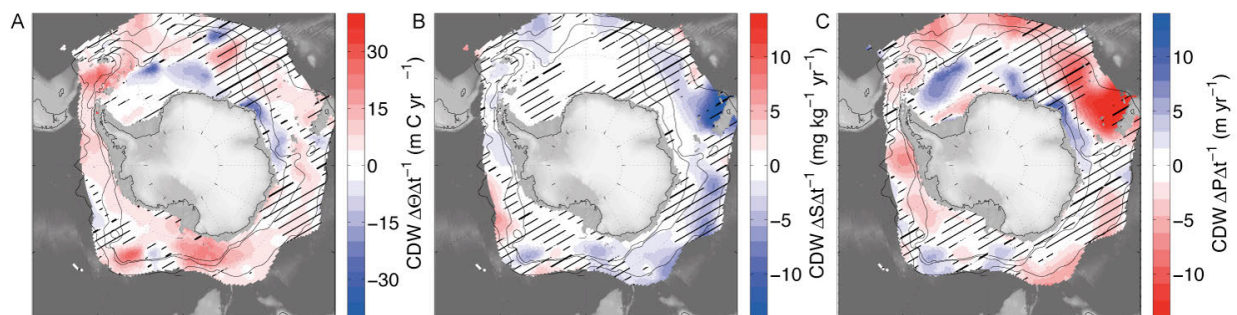 A
30
15
0
−15
−30
CDW ΔΘΔt⁻¹ (m C yr ⁻¹)
B
10
5
0
−5
−10
CDW ΔSΔt⁻¹ (mg kg⁻¹ yr⁻¹)
C
10
5
0
−5
−10
CDW ΔPΔt⁻¹ (m yr⁻¹)